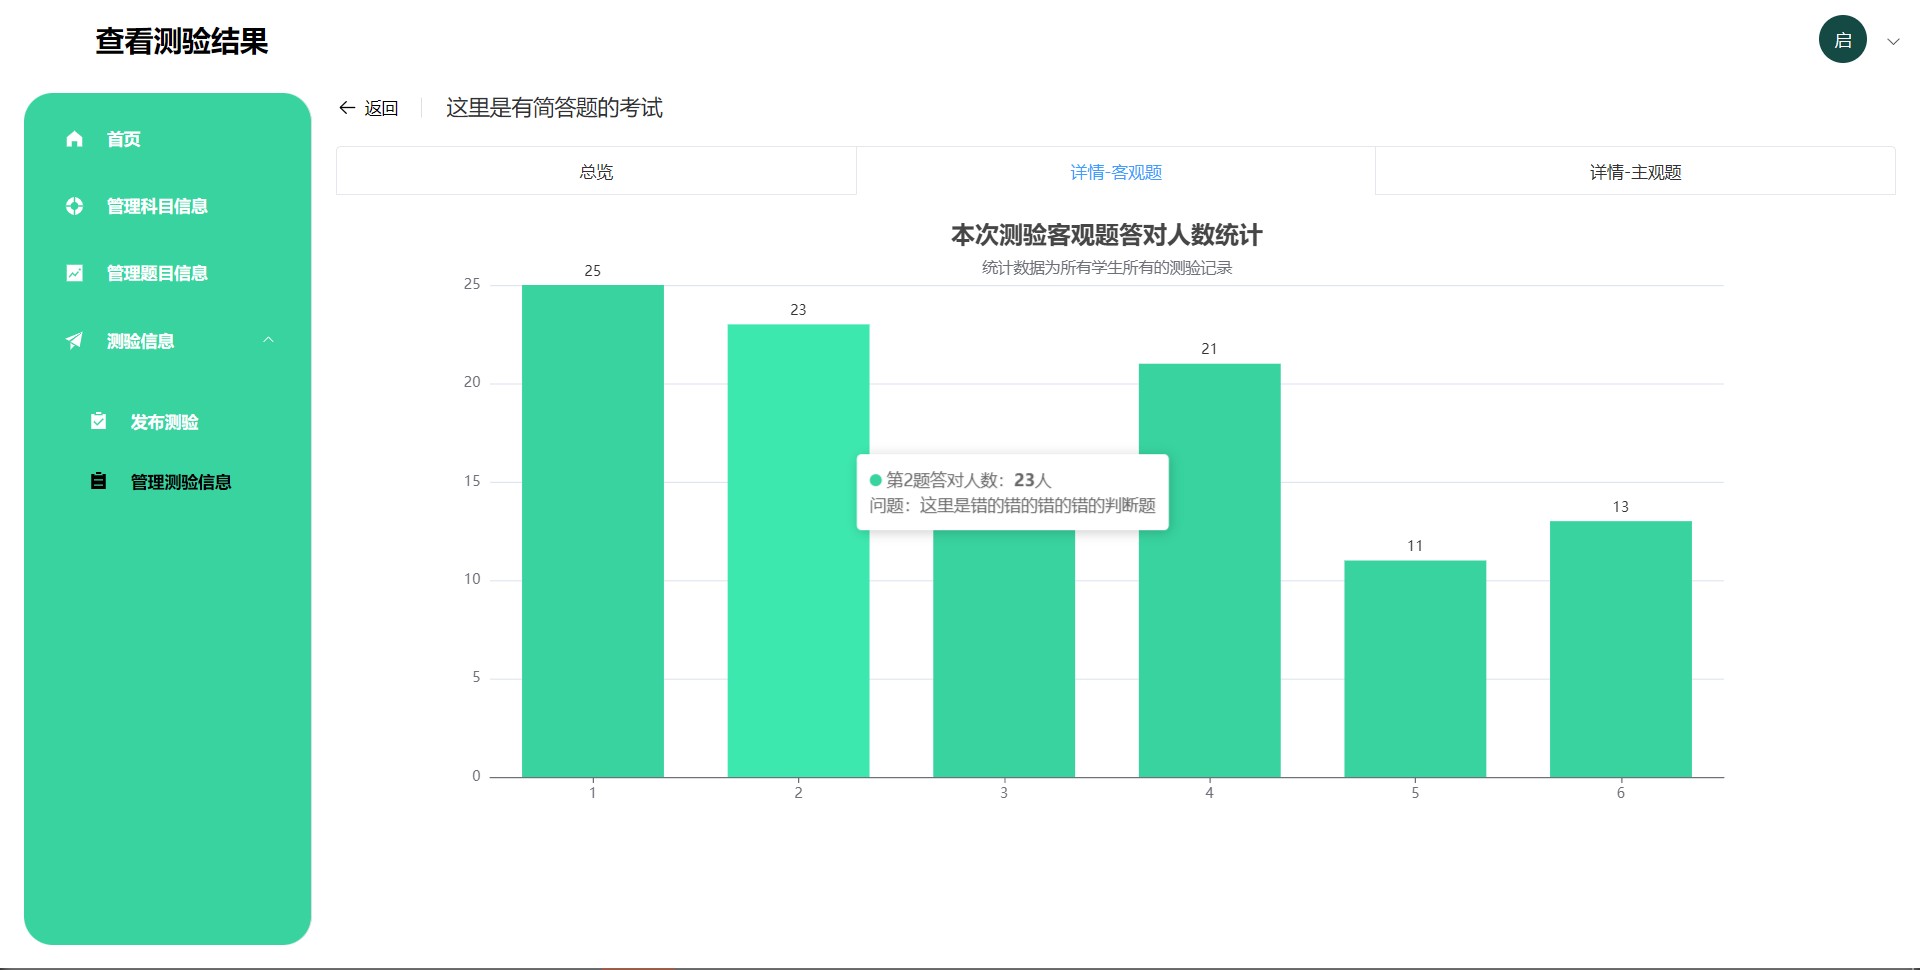 查看测验结果
启
首页
管理科目信息
管理题目信息
测验信息
发布测验
管理测验信息
返回
这里是有简答题的考试
总览
详情-客观题
详情-主观题
本次测验客观题答对人数统计
统计数据为所有学生所有的测验记录
25
20
15
10
5
0
25
23
21
11
13
第2题答对人数：23人
问题：这里是错的错的错的错的判断题
1
2
3
4
5
6